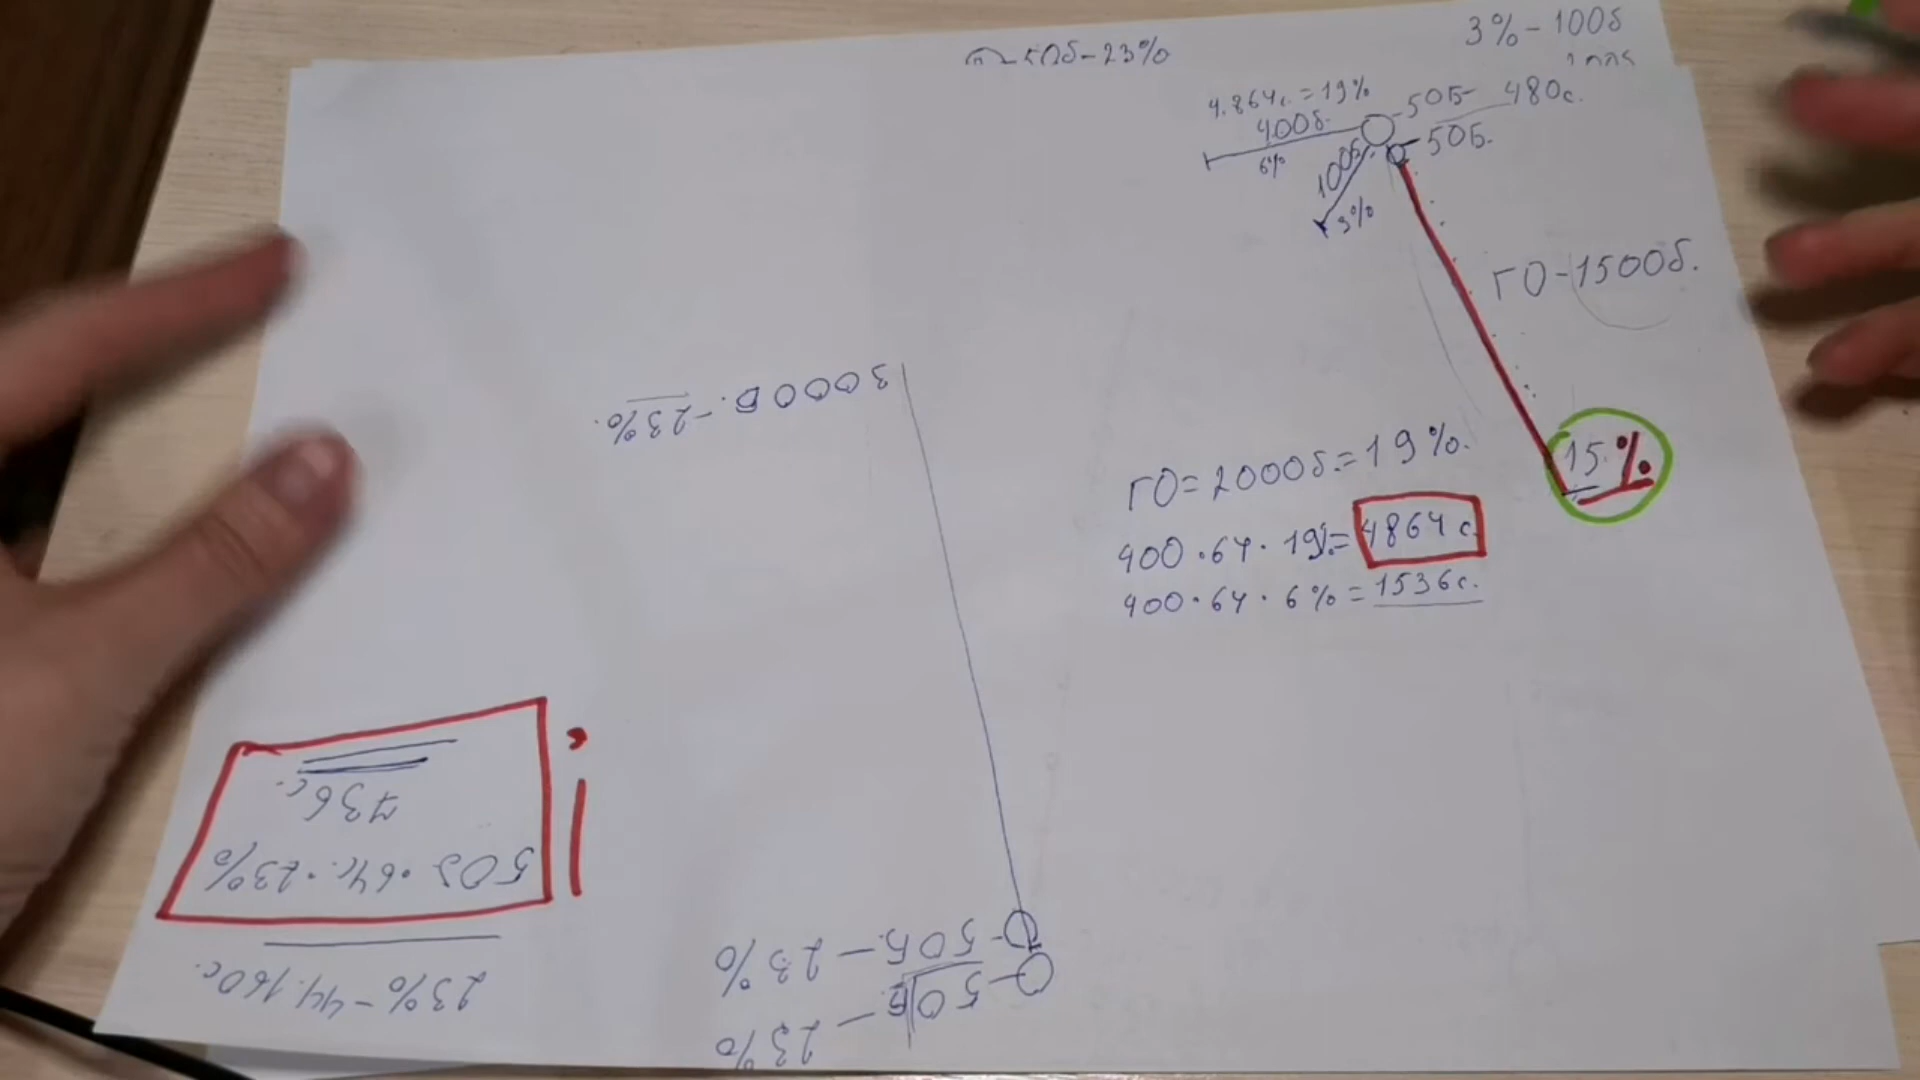 50б-23%
3%-100б
4.864с.=19%
400б.
6%
-50Б- 480с.
-50Б.
100б.
3%
ГО-1500б.
15.%
ГО=2000б.=19%.
400.64.19%=4864с.
400.64.6%=1536с.
3000Б.-23%.
50Б-23%
50Б.-23%
23%-44.160с.
50б.64с.23%
736с.